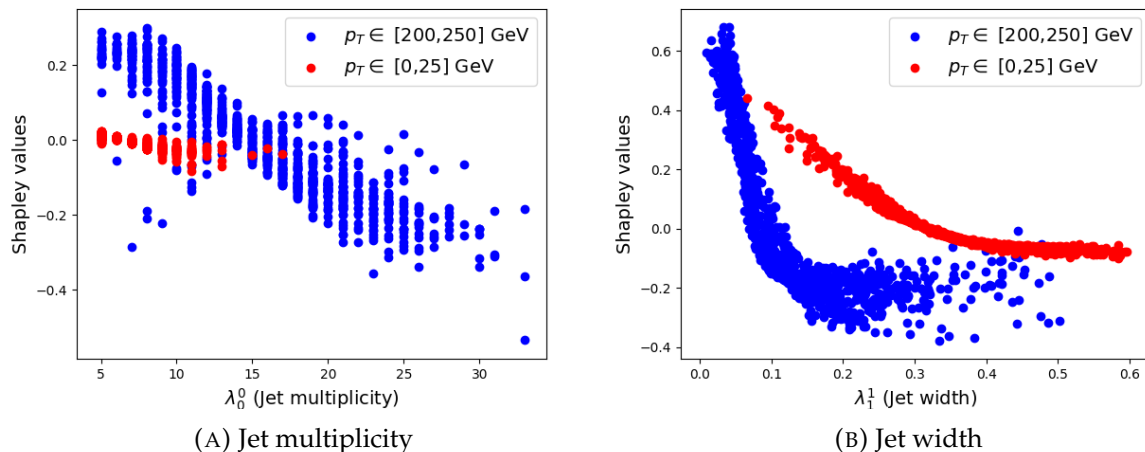 p_T ∈ [200,250] GeV
p_T ∈ [0,25] GeV
0.2
0.0
−0.2
−0.4
Shapley values
5 10 15 20 25 30
λ_0^0 (Jet multiplicity)
(A) Jet multiplicity
p_T ∈ [200,250] GeV
p_T ∈ [0,25] GeV
0.6
0.4
0.2
0.0
−0.2
−0.4
Shapley values
0.0 0.1 0.2 0.3 0.4 0.5 0.6
λ_1^1 (Jet width)
(B) Jet width